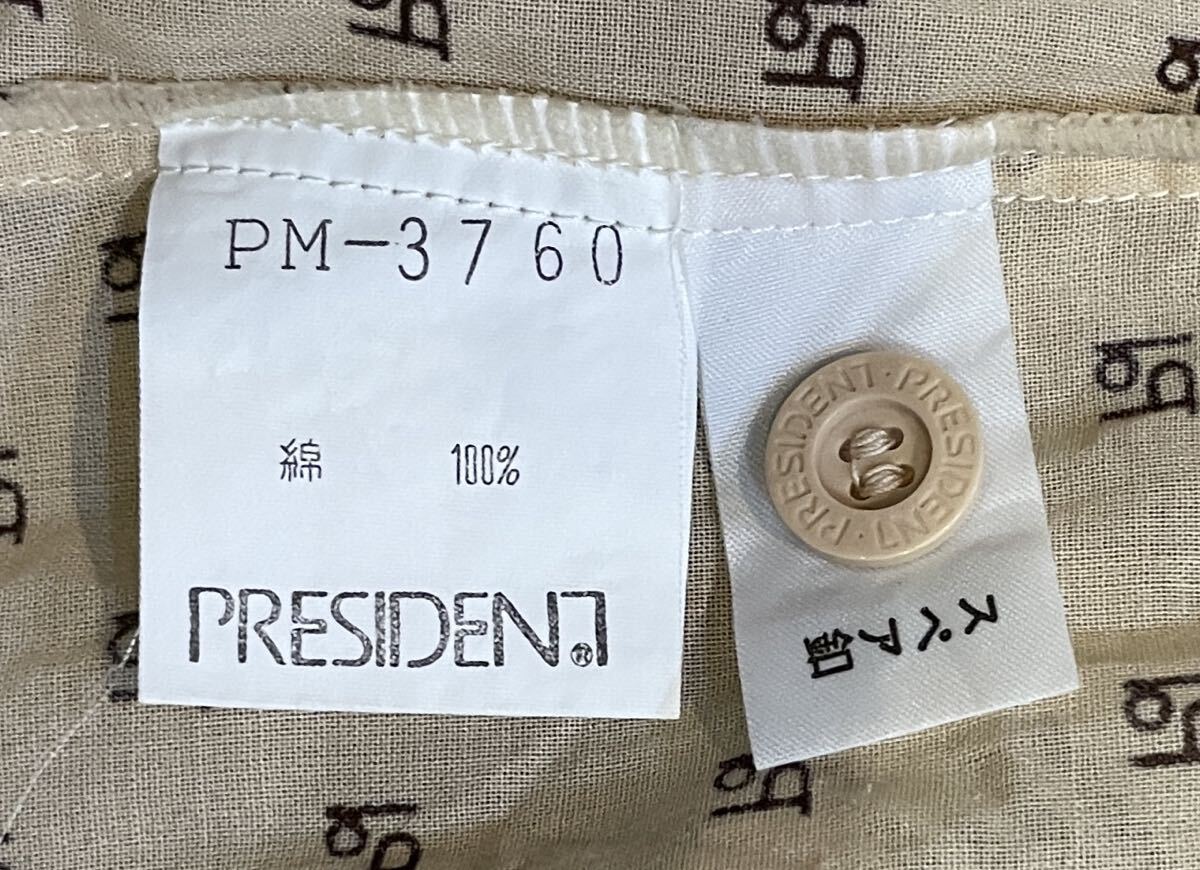 PM-3760
綿 100%
PRESIDENT®
PRESIDENT・PRESIDENT・
スペア釦